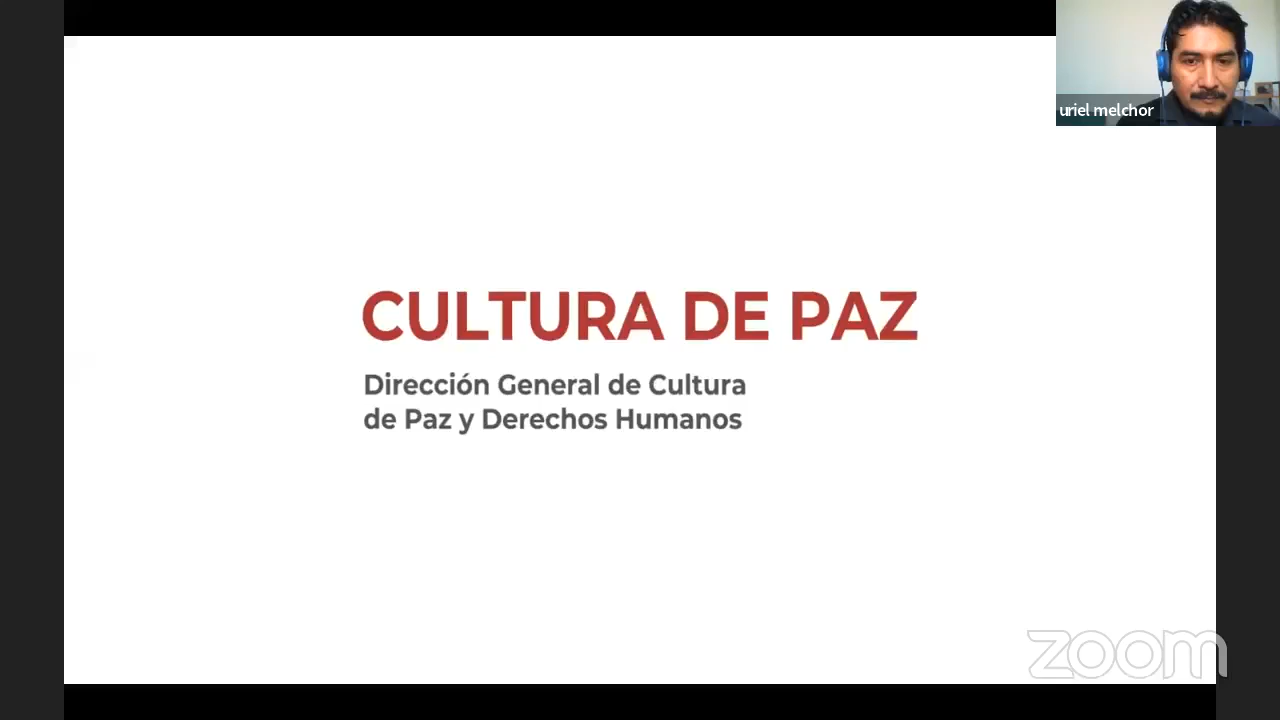 uriel melchor
CULTURA DE PAZ
Dirección General de Cultura
de Paz y Derechos Humanos
zoom